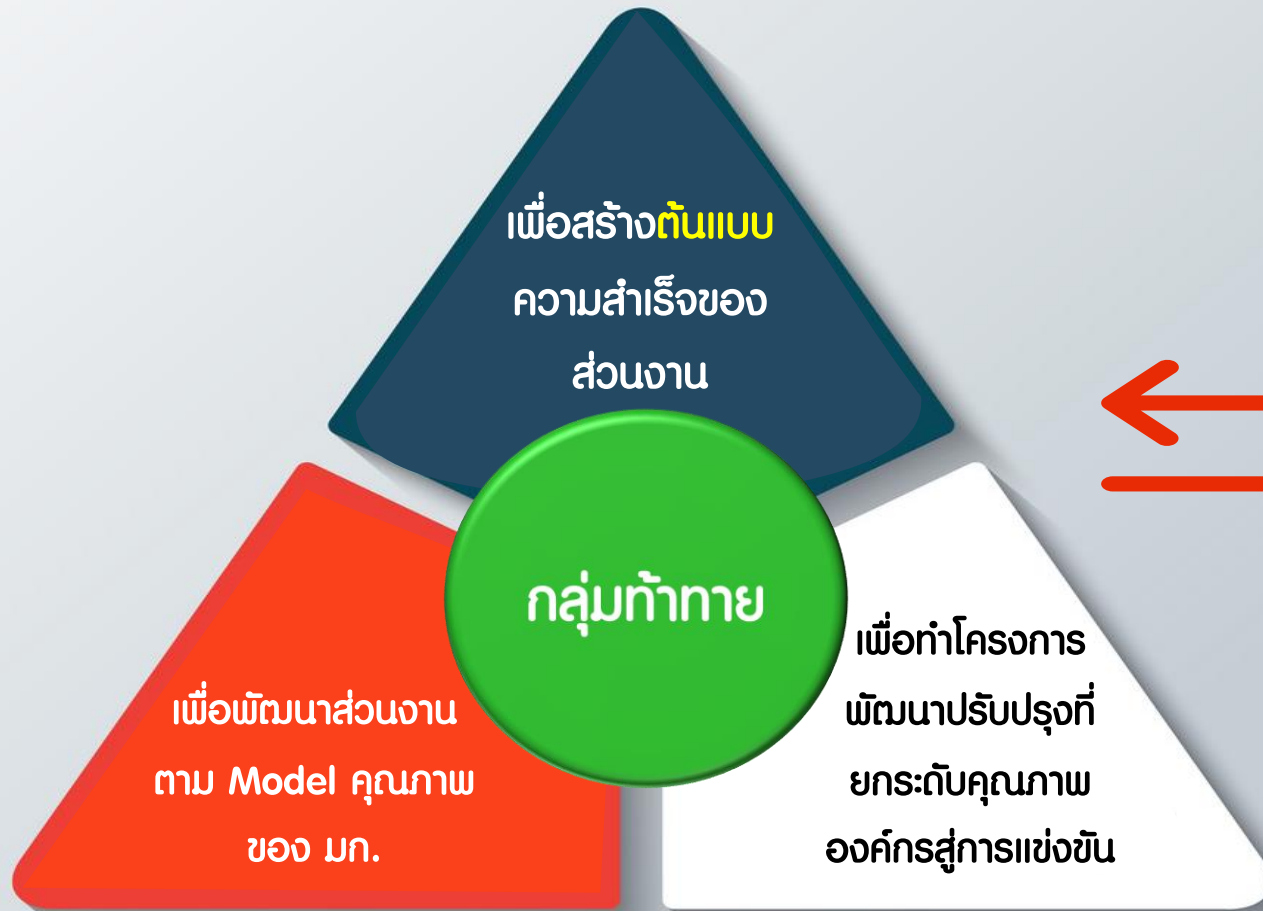 เพื่อสร้างต้นแบบ
ความสำเร็จของ
ส่วนงาน
กลุ่มท้าทาย
เพื่อพัฒนาส่วนงาน
ตาม Model คุณภาพ
ของ มก.
เพื่อทำโครงการ
พัฒนาปรับปรุงที่
ยกระดับคุณภาพ
องค์กรสู่การแข่งขัน